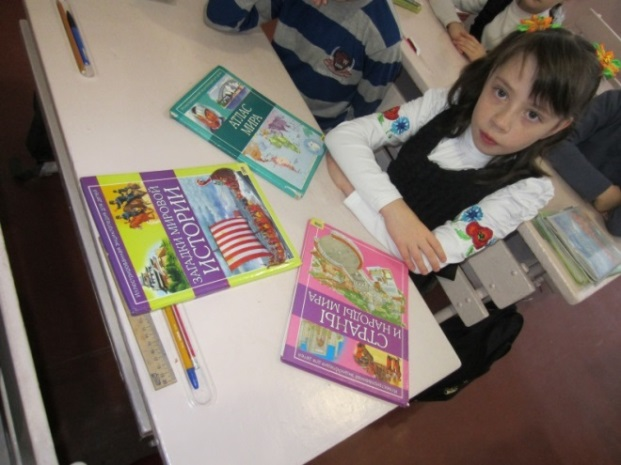 АТЛАС
МИРА
ЗАГАДКИ МИРОВОЙ
ИСТОРИИ
СТРАНЫ
И НАРОДЫ МИРА